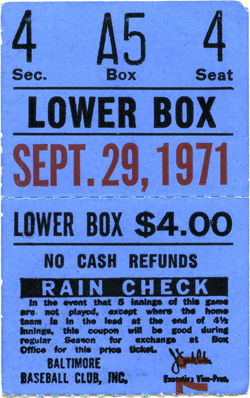 4 A5 4
Sec. Box Seat
LOWER BOX
SEPT. 29, 1971
LOWER BOX $4.00
NO CASH REFUNDS
RAIN CHECK
In the event that 5 innings of this game
are not played, except where the home
team is in the lead at the end of 4½
innings, this coupon will be good during
regular Season for exchange at Box
Office for this price ticket.
BALTIMORE
BASEBALL CLUB, INC.
Executive Vice-Pres.